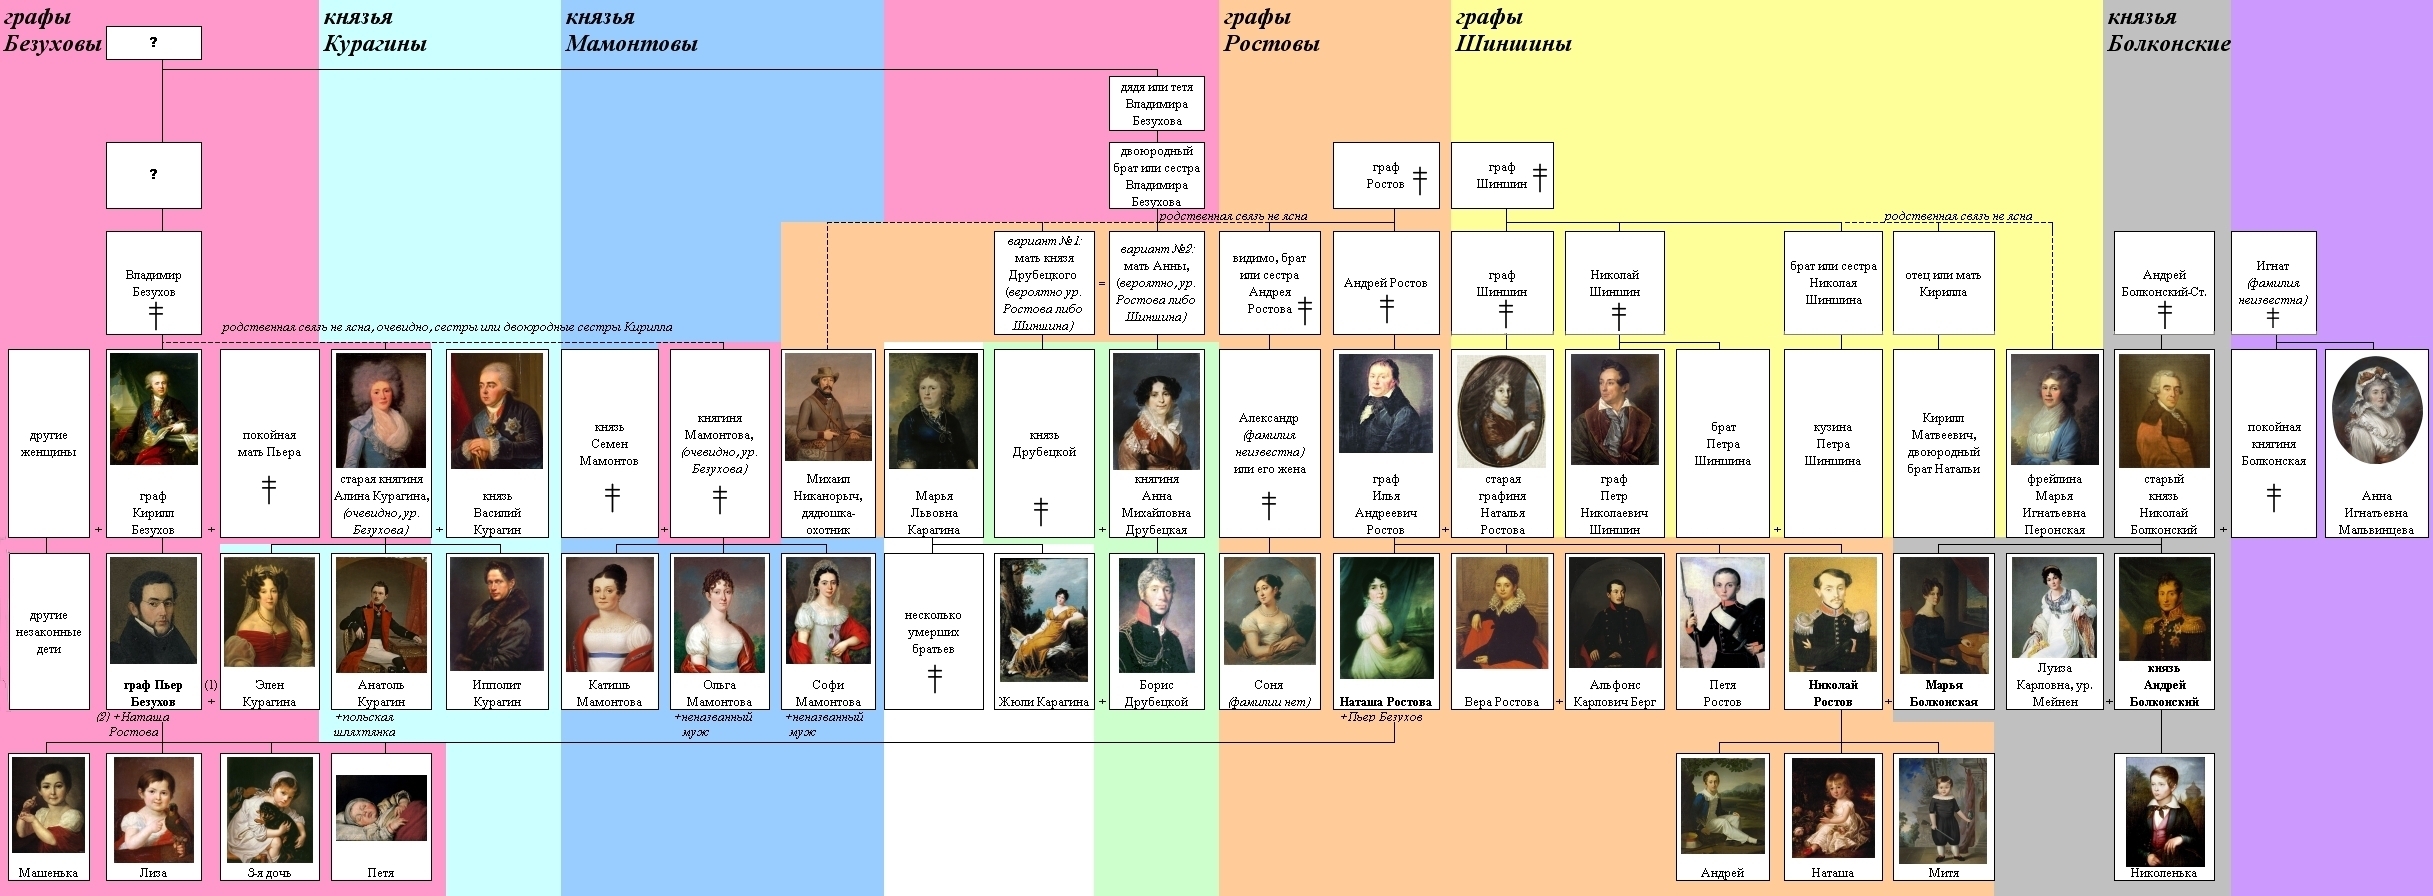 графы
Безуховы
князья
Курагины
князья
Мамонтовы
графы
Ростовы
графы
Шиншины
князья
Болконские
?
дядя или тетя
Владимира
Безухова
?
двоюродный
брат или сестра
Владимира
Безухова
граф
Ростов
граф
Шиншин
родственная связь не ясна
родственная связь не ясна
Владимир
Безухов
вариант №1:
мать князя
Друбецкого
(вероятно ур.
Ростова либо
Шиншина)
=
вариант №2:
мать Анны,
(вероятно, ур.
Ростова либо
Шиншина)
видимо, брат
или сестра
Андрея
Ростова
Андрей Ростов
граф
Шиншин
Николай
Шиншин
брат или сестра
Николая
Шиншина
отец или мать
Кирилла
Андрей
Болконский-Ст.
Игнат
(фамилия
неизвестна)
родственная связь не ясна, очевидно, сестры или двоюродные сестры Кирилла
другие
женщины
+
граф
Кирилл
Безухов
+
покойная
мать Пьера
старая княгиня
Алина Курагина,
(очевидно, ур.
Безухова)
+
князь
Василий
Курагин
князь
Семен
Мамонтов
+
княгиня
Мамонтова,
(очевидно, ур.
Безухова)
Михаил
Никанорыч,
дядюшка-
охотник
Марья
Львовна
Карагина
князь
Друбецкой
+
княгиня
Анна
Михайловна
Друбецкая
Александр
(фамилия
неизвестна)
или его жена
граф
Илья
Андреевич
Ростов
+
старая
графиня
Наталья
Ростова
граф
Петр
Николаевич
Шиншин
брат
Петра
Шиншина
+
кузина
Петра
Шиншина
Кирилл
Матвеевич,
двоюродный
брат Натальи
фрейлина
Марья
Игнатьевна
Перонская
старый
князь
Николай
Болконский
+
покойная
княгиня
Болконская
Анна
Игнатьевна
Мальвинцева
другие
незаконные
дети
граф Пьер
Безухов
(1)
+
Элен
Курагина
Анатоль
Курагин
Ипполит
Курагин
Катишь
Мамонтова
Ольга
Мамонтова
Софи
Мамонтова
несколько
умерших
братьев
Жюли Карагина
+
Борис
Друбецкой
Соня
(фамилии нет)
Наташа Ростова
Вера Ростова
+
Альфонс
Карлович Берг
Петя
Ростов
Николай
Ростов
+
Марья
Болконская
Луиза
Карловна, ур.
Мейнен
+
князь
Андрей
Болконский
(2) +Наташа
Ростова
+польская
шляхтянка
+неназванный
муж
+неназванный
муж
+Пьер Безухов
Машенька
Лиза
3-я дочь
Петя
Андрей
Наташа
Митя
Николенька